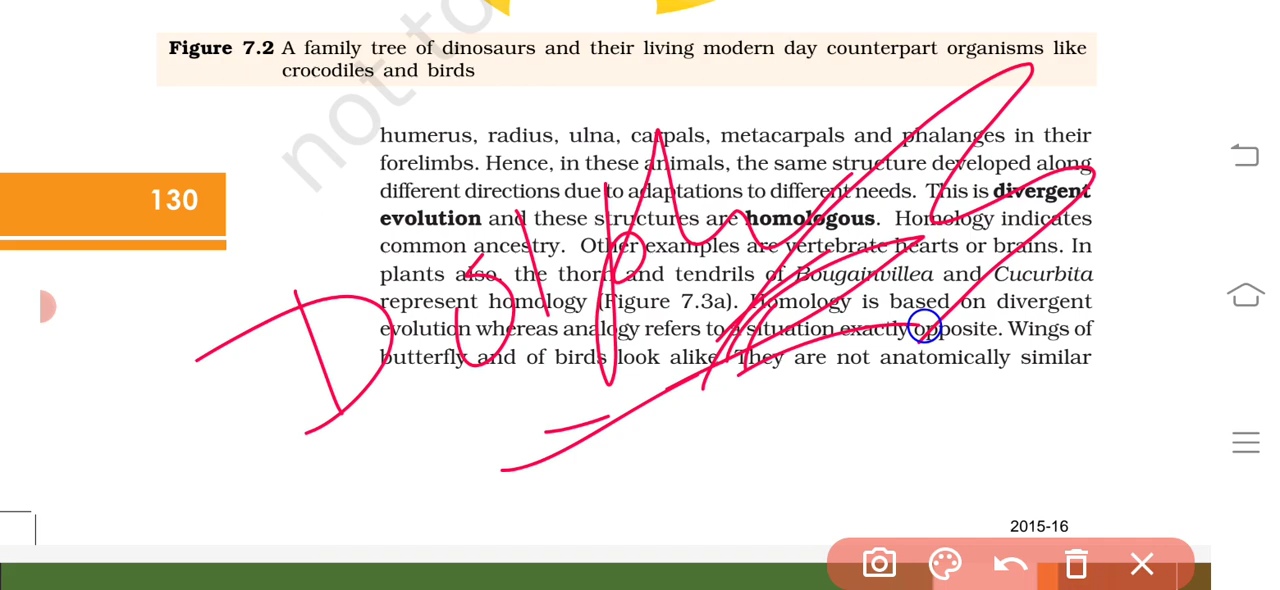 Figure 7.2 A family tree of dinosaurs and their living modern day counterpart organisms like
crocodiles and birds
not to
humerus, radius, ulna, carpals, metacarpals and phalanges in their
forelimbs. Hence, in these animals, the same structure developed along
different directions due to adaptations to different needs. This is divergent
130
evolution and these structures are homologous. Homology indicates
common ancestry. Other examples are vertebrate hearts or brains. In
plants also, the thorn and tendrils of Bougainvillea and Cucurbita
represent homology (Figure 7.3a). Homology is based on divergent
evolution whereas analogy refers to a situation exactly opposite. Wings of
butterfly and of birds look alike. They are not anatomically similar
2015-16